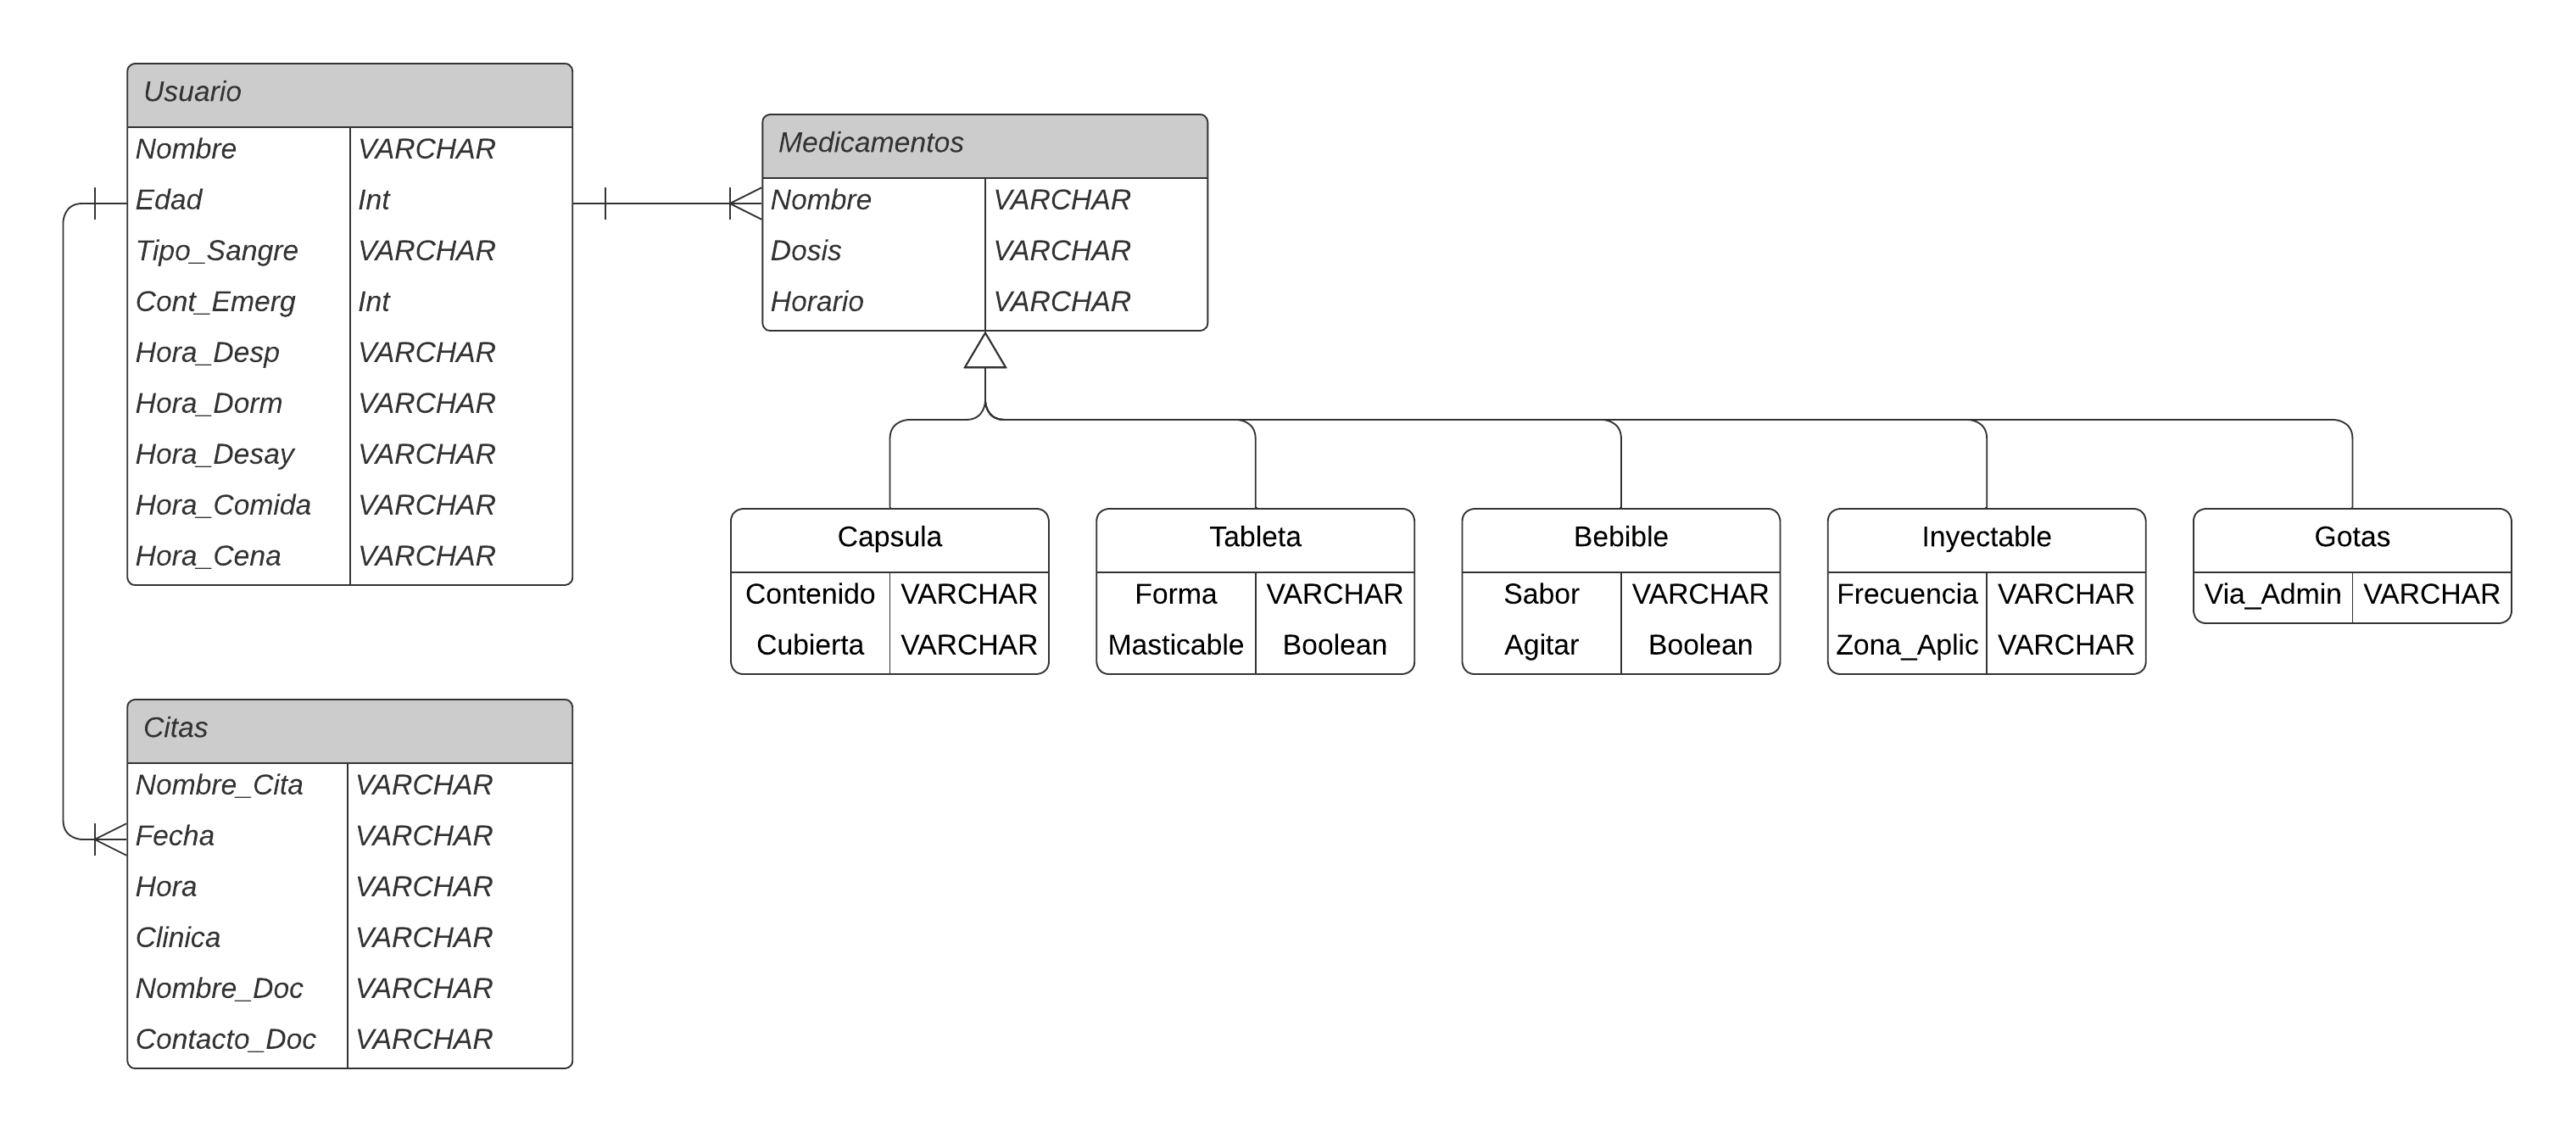 Usuario
Nombre VARCHAR
Edad Int
Tipo_Sangre VARCHAR
Cont_Emerg Int
Hora_Desp VARCHAR
Hora_Dorm VARCHAR
Hora_Desay VARCHAR
Hora_Comida VARCHAR
Hora_Cena VARCHAR
Medicamentos
Nombre VARCHAR
Dosis VARCHAR
Horario VARCHAR
Capsula
Contenido VARCHAR
Cubierta VARCHAR
Tableta
Forma VARCHAR
Masticable Boolean
Bebible
Sabor VARCHAR
Agitar Boolean
Inyectable
Frecuencia VARCHAR
Zona_Aplic VARCHAR
Gotas
Via_Admin VARCHAR
Citas
Nombre_Cita VARCHAR
Fecha VARCHAR
Hora VARCHAR
Clinica VARCHAR
Nombre_Doc VARCHAR
Contacto_Doc VARCHAR